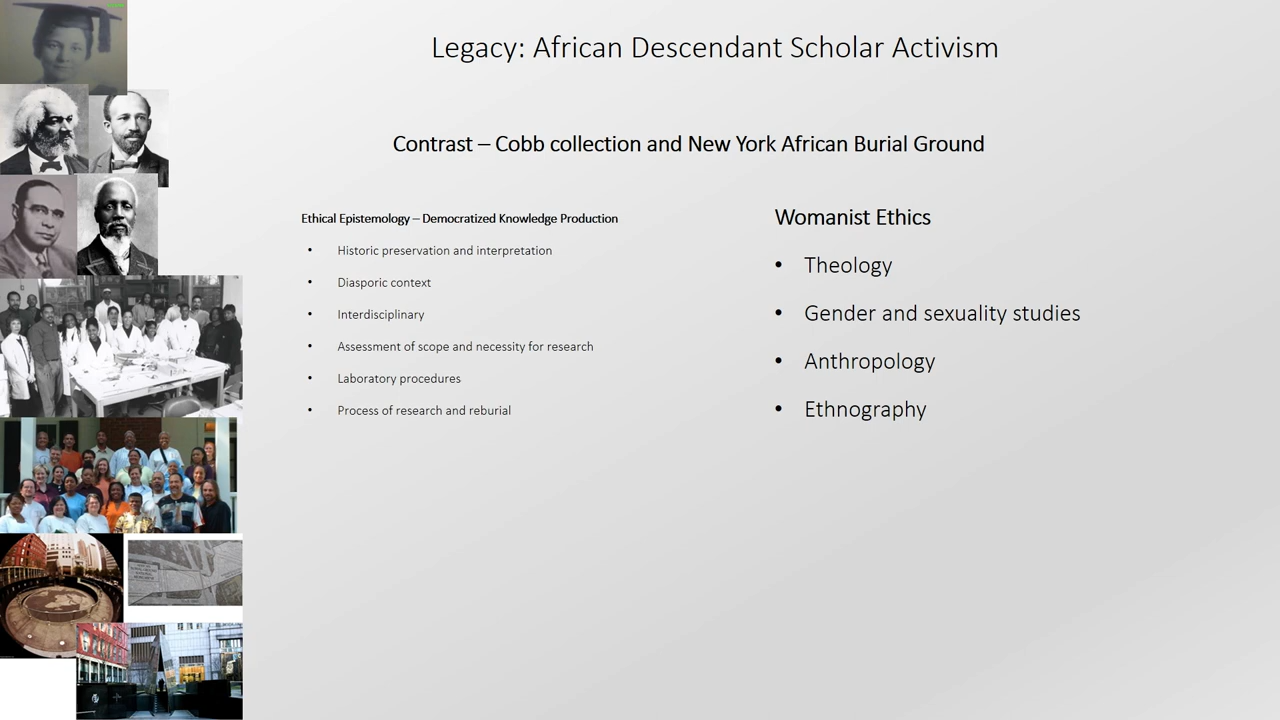 Legacy: African Descendant Scholar Activism
Contrast – Cobb collection and New York African Burial Ground
Ethical Epistemology – Democratized Knowledge Production
• Historic preservation and interpretation
• Diasporic context
• Interdisciplinary
• Assessment of scope and necessity for research
• Laboratory procedures
• Process of research and reburial
Womanist Ethics
• Theology
• Gender and sexuality studies
• Anthropology
• Ethnography